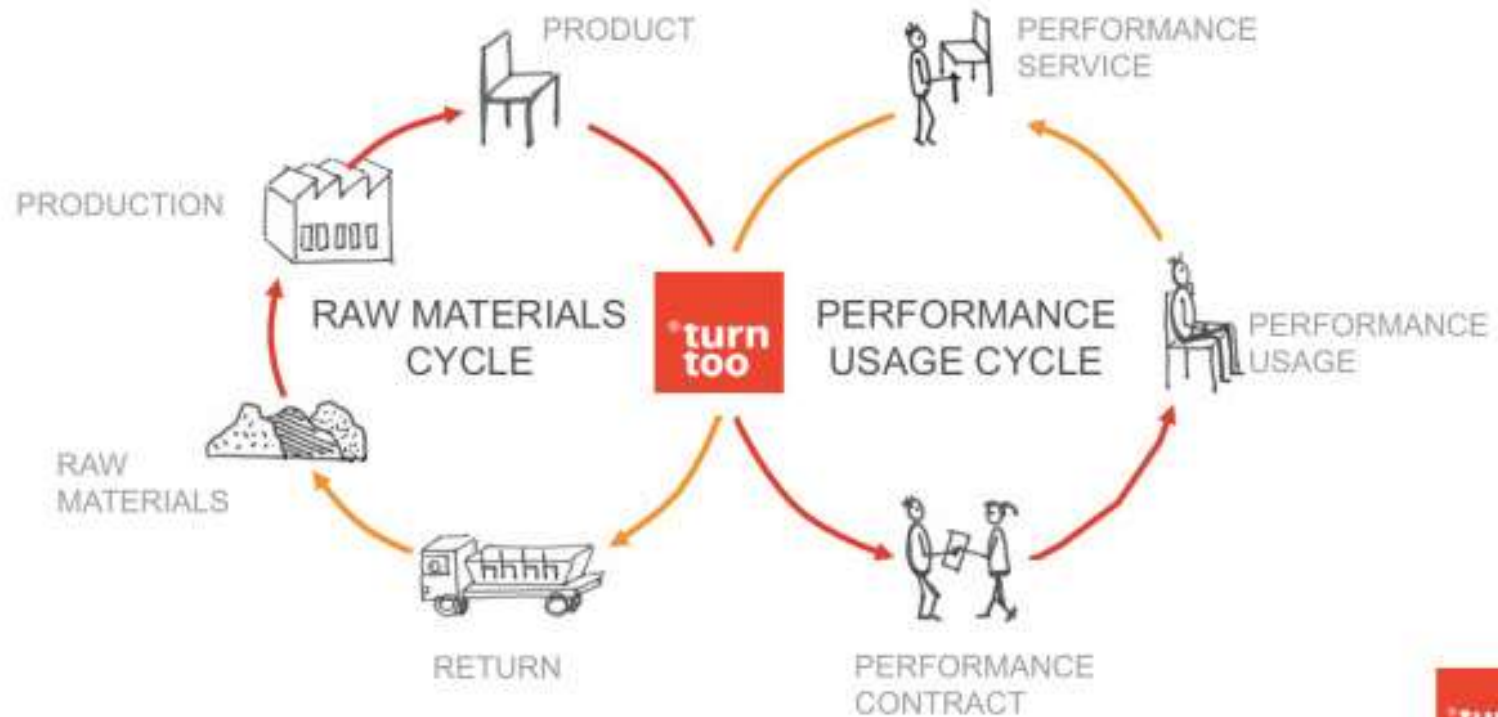 PRODUCT
PERFORMANCE
SERVICE
PRODUCTION
RAW MATERIALS
CYCLE
turn
too
PERFORMANCE
USAGE CYCLE
PERFORMANCE
USAGE
RAW
MATERIALS
RETURN
PERFORMANCE
CONTRACT